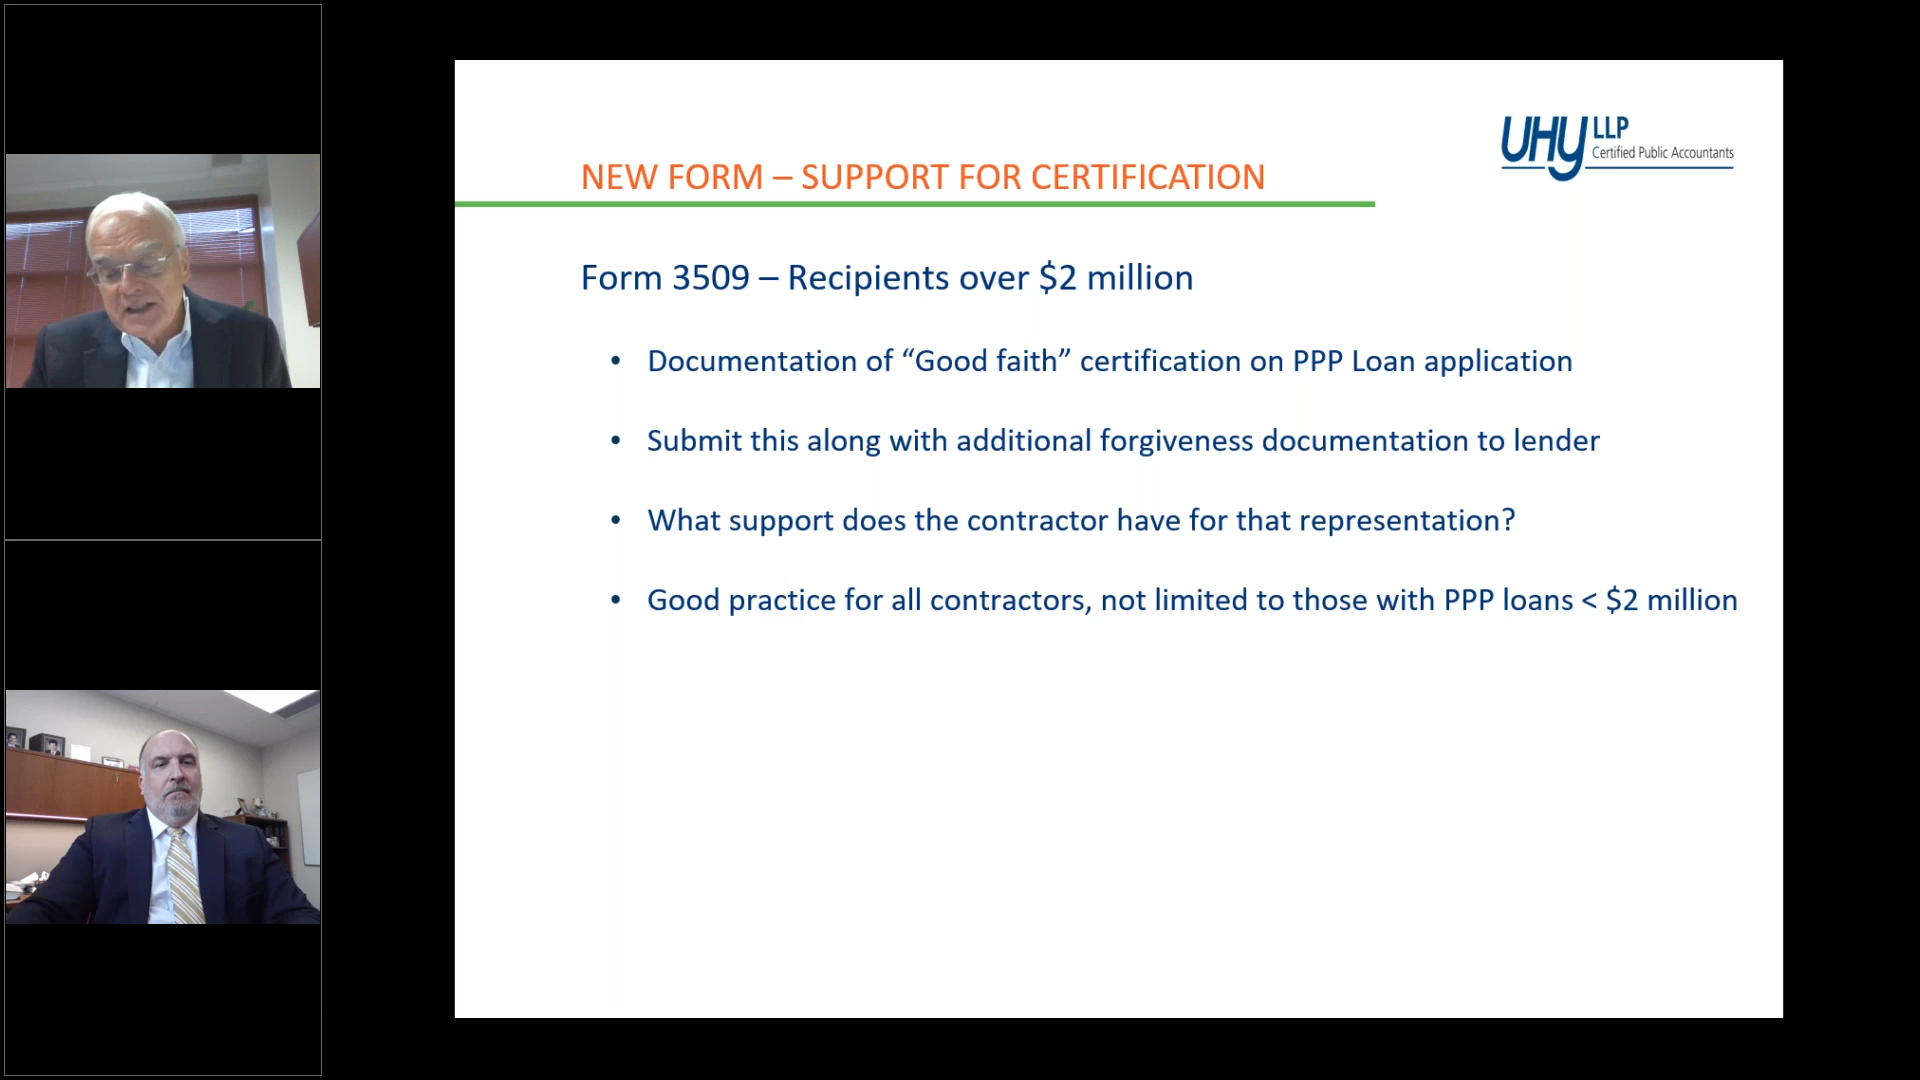 UHY LLP
Certified Public Accountants
NEW FORM – SUPPORT FOR CERTIFICATION
Form 3509 – Recipients over $2 million
• Documentation of “Good faith” certification on PPP Loan application
• Submit this along with additional forgiveness documentation to lender
• What support does the contractor have for that representation?
• Good practice for all contractors, not limited to those with PPP loans < $2 million